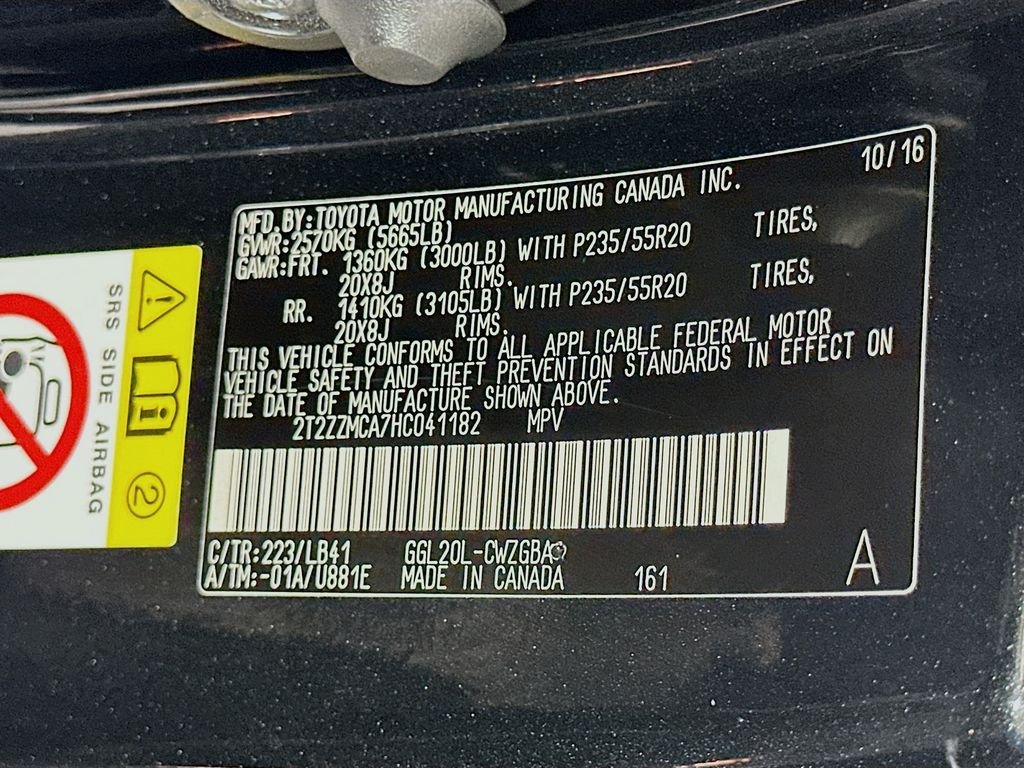 10/16
MFD.BY:TOYOTA MOTOR MANUFACTURING CANADA INC.
GVWR:2570KG (5665LB)
GAWR:FRT. 1360KG (3000LB) WITH P235/55R20 TIRES,
20X8J RIMS.
RR. 1410KG (3105LB) WITH P235/55R20 TIRES,
20X8J RIMS.
THIS VEHICLE CONFORMS TO ALL APPLICABLE FEDERAL MOTOR
VEHICLE SAFETY AND THEFT PREVENTION STANDARDS IN EFFECT ON
THE DATE OF MANUFACTURE SHOWN ABOVE.
2T2ZZMCA7HC041182 MPV
C/TR:223/LB41 GGL20L-CWZGBA
A/TM:-01A/U881E MADE IN CANADA 161
A
SRS SIDE AIRBAG
2